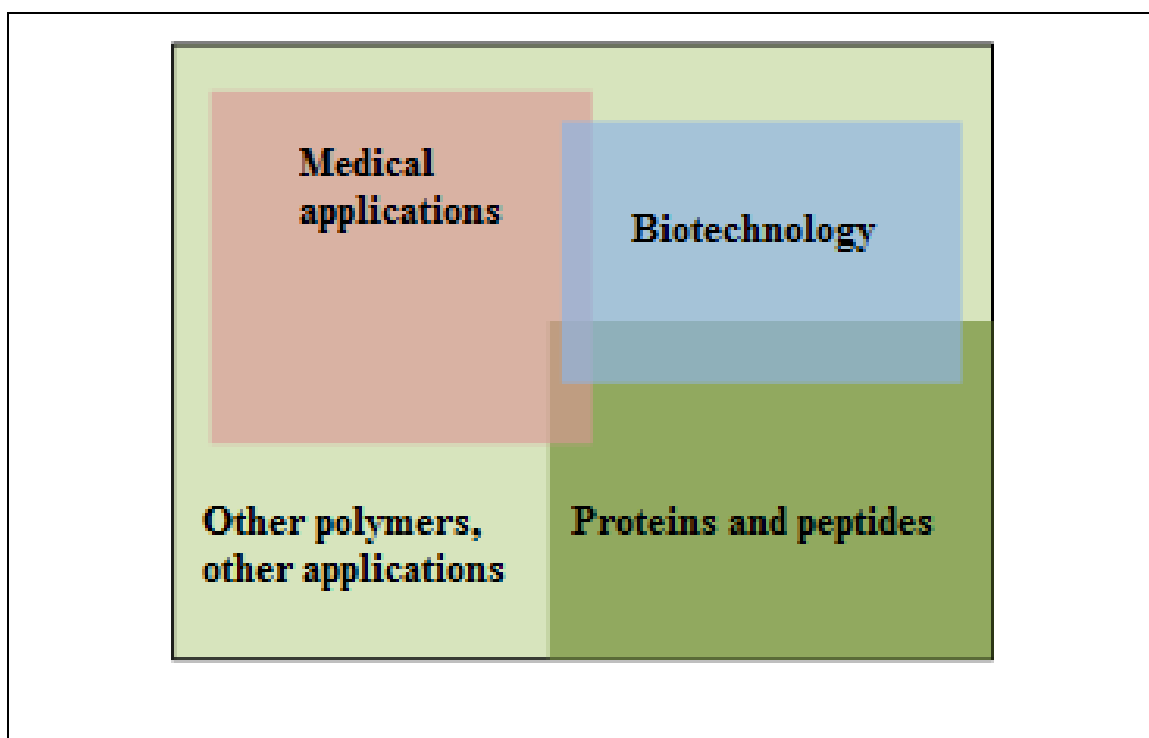 Medical
applications
Biotechnology
Other polymers,
other applications
Proteins and peptides